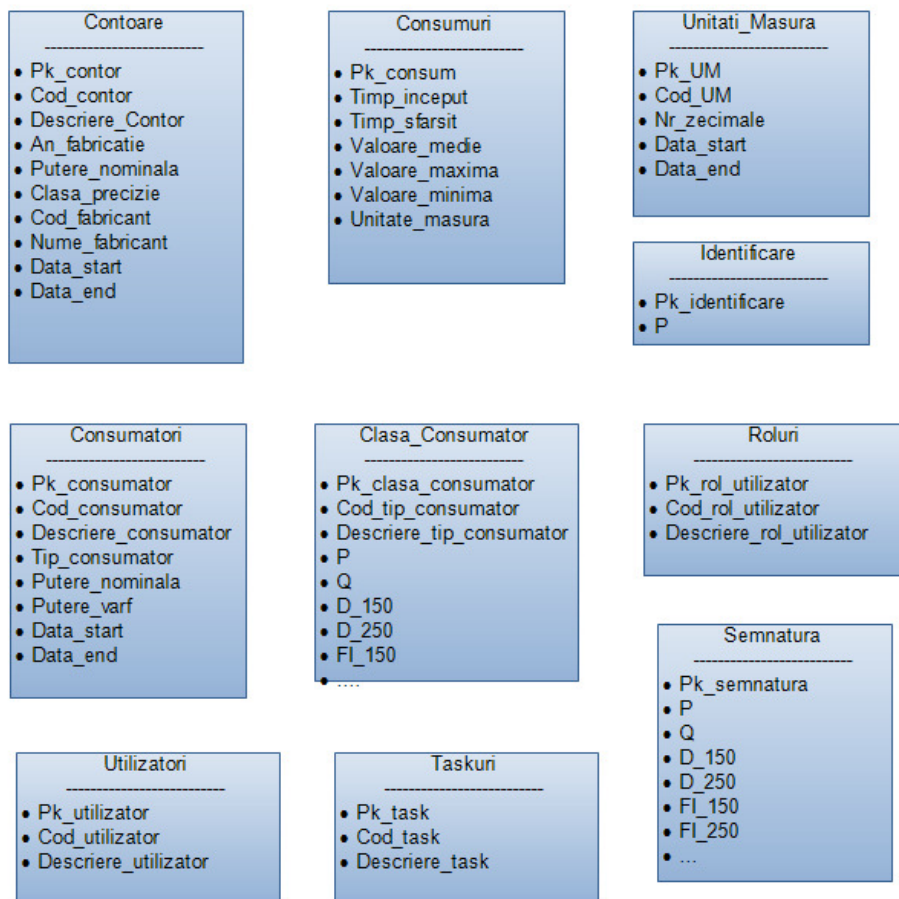 Contoare
--------------------------
• Pk_contor
• Cod_contor
• Descriere_Contor
• An_fabricatie
• Putere_nominala
• Clasa_precizie
• Cod_fabricant
• Nume_fabricant
• Data_start
• Data_end
Consumuri
--------------------------
• Pk_consum
• Timp_inceput
• Timp_sfarsit
• Valoare_medie
• Valoare_maxima
• Valoare_minima
• Unitate_masura
Unitati_Masura
--------------------------
• Pk_UM
• Cod_UM
• Nr_zecimale
• Data_start
• Data_end
Identificare
--------------------------
• Pk_identificare
• P
Consumatori
--------------------------
• Pk_consumator
• Cod_consumator
• Descriere_consumator
• Tip_consumator
• Putere_nominala
• Putere_varf
• Data_start
• Data_end
Clasa_Consumator
--------------------------
• Pk_clasa_consumator
• Cod_tip_consumator
• Descriere_tip_consumator
• P
• Q
• D_150
• D_250
• FI_150
• ....
Roluri
--------------------------
• Pk_rol_utilizator
• Cod_rol_utilizator
• Descriere_rol_utilizator
Semnatura
--------------------------
• Pk_semnatura
• P
• Q
• D_150
• D_250
• FI_150
• FI_250
• ...
Utilizatori
--------------------------
• Pk_utilizator
• Cod_utilizator
• Descriere_utilizator
Taskuri
--------------------------
• Pk_task
• Cod_task
• Descriere_task